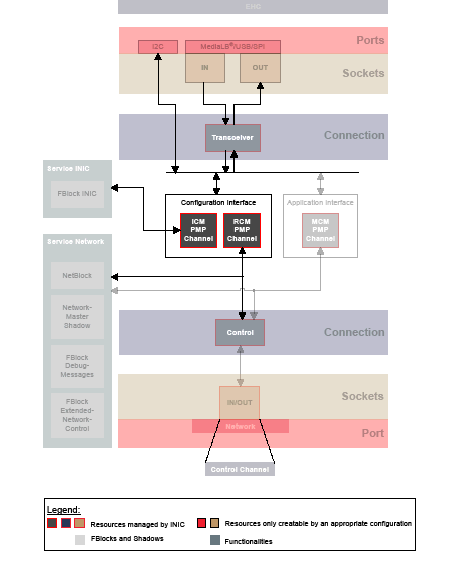 EHC
Ports
I2C
MediaLB®/USB/SPI
IN
OUT
Sockets
Transceiver
Connection
Service INIC
FBlock INIC
Configuration Interface
Application Interface
ICM
PMP
Channel
IRCM
PMP
Channel
MCM
PMP
Channel
Service Network
NetBlock
Network-
Master
Shadow
FBlock
Debug-
Messages
FBlock
Extended-
Network-
Control
Control
Connection
Sockets
IN/OUT
Network
Port
Control Channel
Legend:
Resources managed by INIC
Resources only creatable by an appropriate configuration
FBlocks and Shadows
Functionalities